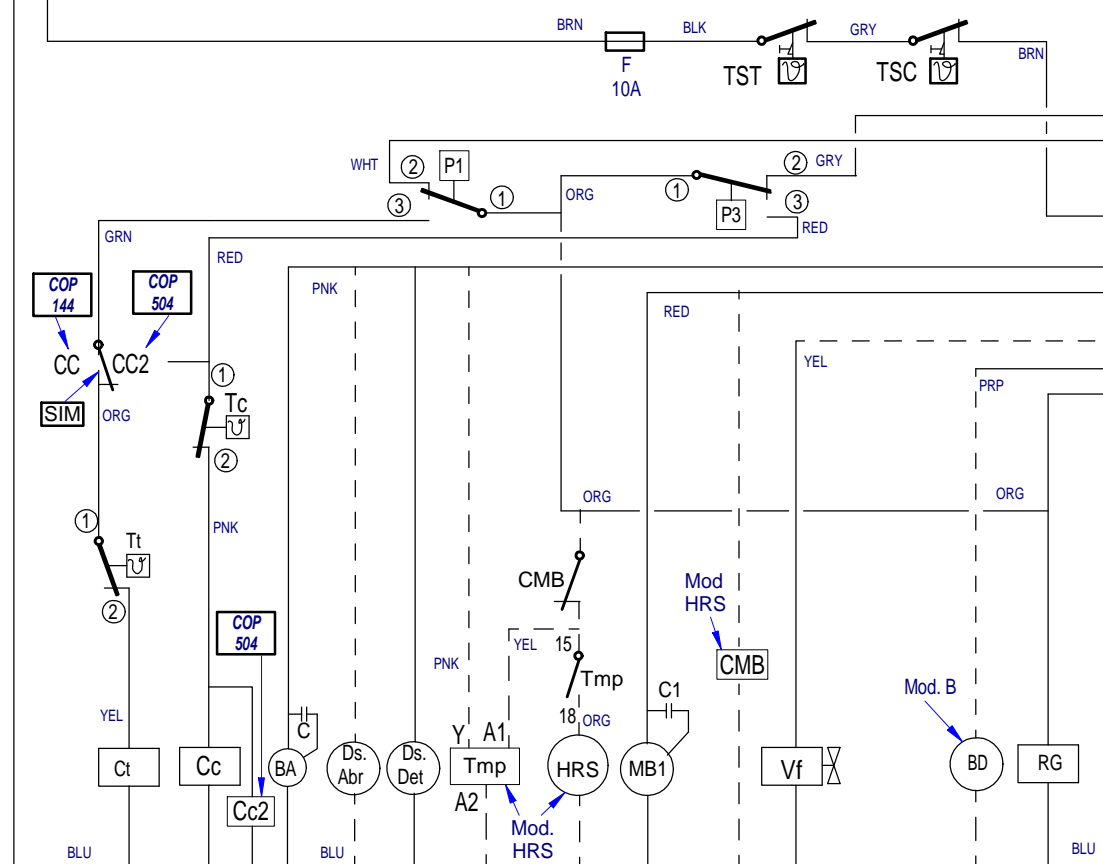 BRN
BLK
GRY
BRN
F
10A
TST
ϑ
TSC
ϑ
WHT
2
P1
1
3
ORG
1
2
GRY
P3
3
RED
GRN
RED
COP
144
COP
504
PNK
RED
CC
CC2
YEL
1
PRP
SIM
ORG
Tc
ϑ
2
ORG
ORG
1
PNK
Tt
ϑ
2
CMB
Mod
HRS
COP
504
YEL
15
PNK
CMB
Tmp
Mod. B
C1
YEL
18
ORG
C
Y
A1
Ct
Cc
BA
Ds.
Abr
Ds.
Det
Tmp
HRS
MB1
Vf
BD
RG
Cc2
A2
Mod.
HRS
BLU
BLU
BLU